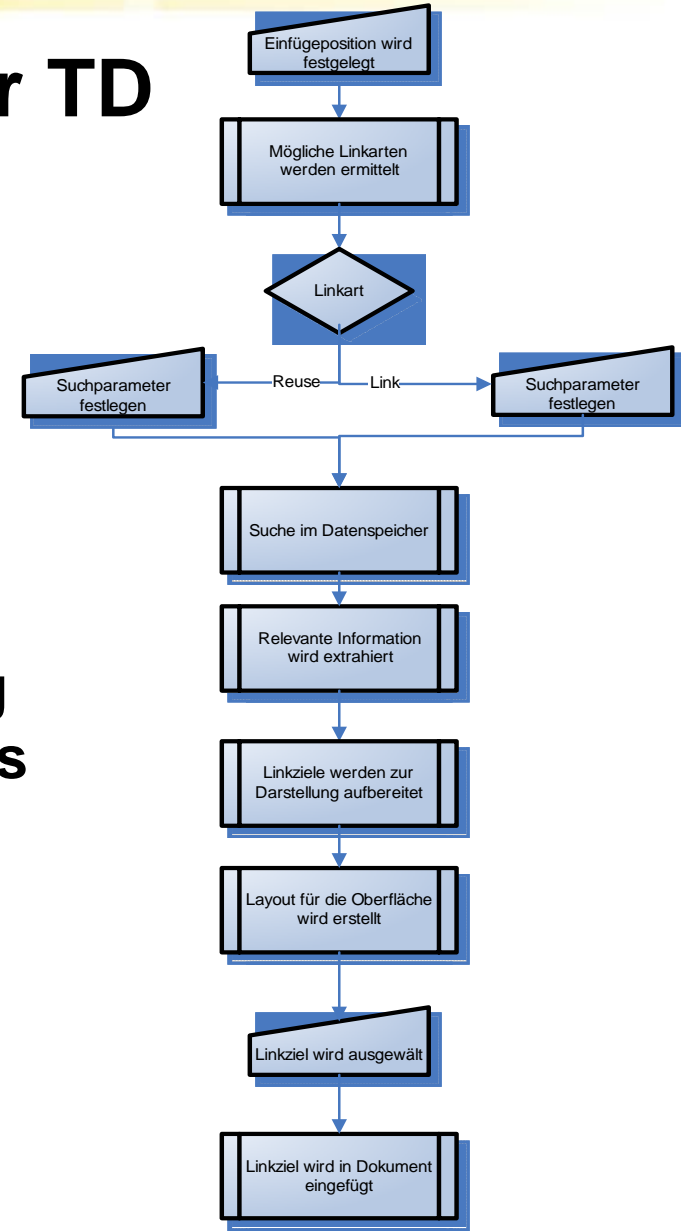 Einfügeposition wird
festgelegt
r TD
Mögliche Linkarten
werden ermittelt
Linkart
Reuse
Link
Suchparameter
festlegen
Suchparameter
festlegen
Suche im Datenspeicher
Relevante Information
wird extrahiert
g
s
Linkziele werden zur
Darstellung aufbereitet
Layout für die Oberfläche
wird erstellt
Linkziel wird ausgewält
Linkziel wird in Dokument
eingefügt